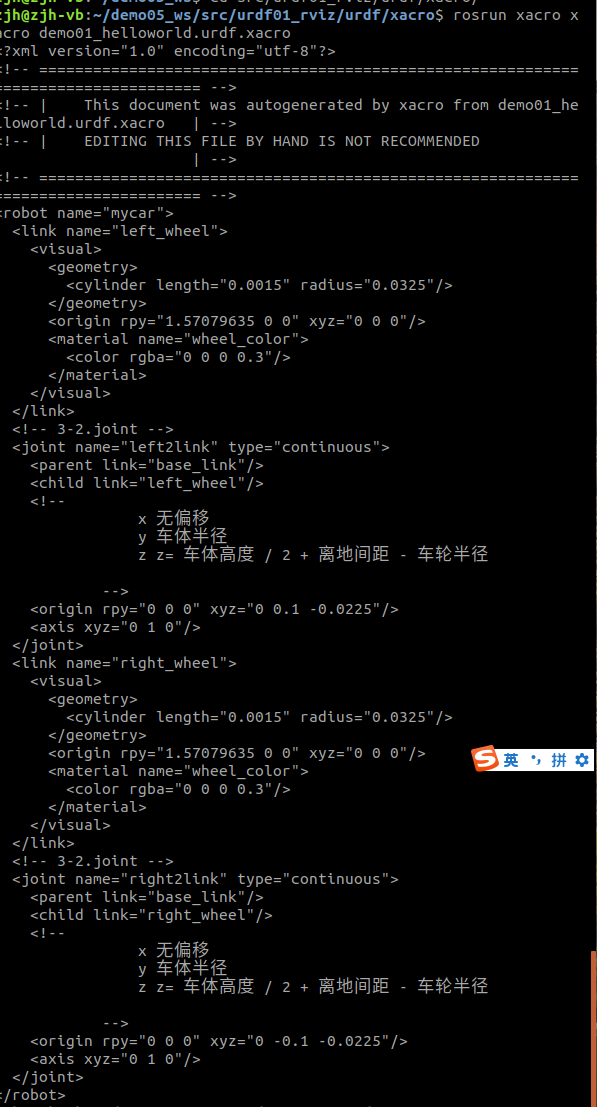 zjh@zjh-vb:~/demo05_ws/src/urdf01_rviz/urdf/xacro$ rosrun xacro x
acro demo01_helloworld.urdf.xacro
<?xml version="1.0" encoding="utf-8"?>
<!-- ============================================================
======================= -->
<!-- |    This document was autogenerated by xacro from demo01_he
lloworld.urdf.xacro   | -->
<!-- |    EDITING THIS FILE BY HAND IS NOT RECOMMENDED
                      | -->
<!-- ============================================================
======================= -->
<robot name="mycar">
  <link name="left_wheel">
    <visual>
      <geometry>
        <cylinder length="0.0015" radius="0.0325"/>
      </geometry>
      <origin rpy="1.57079635 0 0" xyz="0 0 0"/>
      <material name="wheel_color">
        <color rgba="0 0 0 0.3"/>
      </material>
    </visual>
  </link>
  <!-- 3-2.joint -->
  <joint name="left2link" type="continuous">
    <parent link="base_link"/>
    <child link="left_wheel"/>
    <!--
                x 无偏移
                y 车体半径
                z z= 车体高度 / 2 + 离地间距 - 车轮半径
            -->
    <origin rpy="0 0 0" xyz="0 0.1 -0.0225"/>
    <axis xyz="0 1 0"/>
  </joint>
  <link name="right_wheel">
    <visual>
      <geometry>
        <cylinder length="0.0015" radius="0.0325"/>
      </geometry>
      <origin rpy="1.57079635 0 0" xyz="0 0 0"/>
      <material name="wheel_color">
        <color rgba="0 0 0 0.3"/>
      </material>
    </visual>
  </link>
  <!-- 3-2.joint -->
  <joint name="right2link" type="continuous">
    <parent link="base_link"/>
    <child link="right_wheel"/>
    <!--
                x 无偏移
                y 车体半径
                z z= 车体高度 / 2 + 离地间距 - 车轮半径
            -->
    <origin rpy="0 0 0" xyz="0 -0.1 -0.0225"/>
    <axis xyz="0 1 0"/>
  </joint>
</robot>
S 英 拼